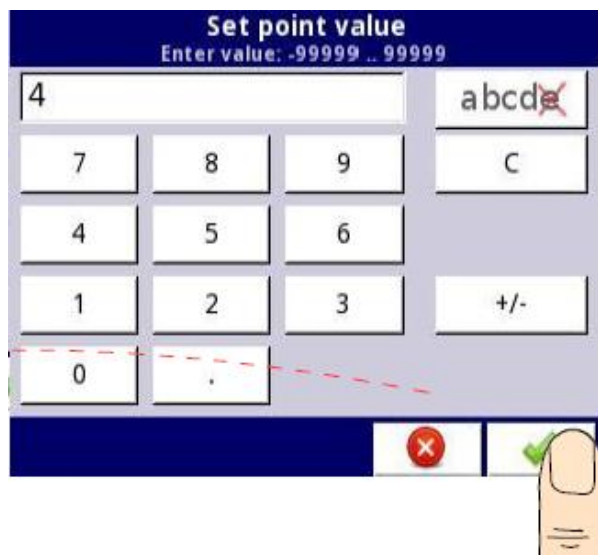 Set point value
Enter value: -99999 .. 99999
4
abcde
7 8 9 C
4 5 6
1 2 3 +/-
0 .